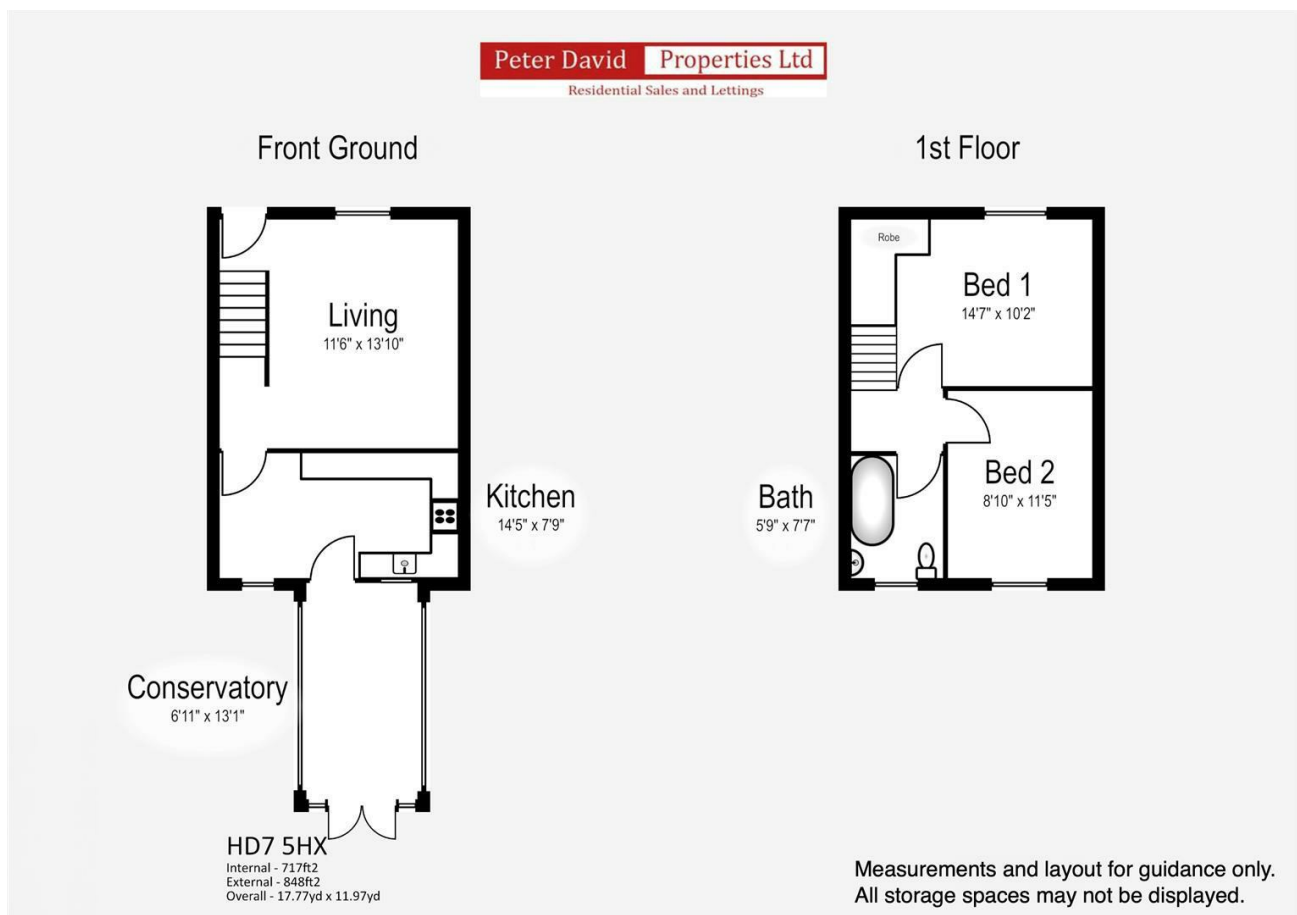 Peter David Properties Ltd
Residential Sales and Lettings
Front Ground
1st Floor
Robe
Bed 1
14'7" x 10'2"
Living
11'6" x 13'10"
Kitchen
14'5" x 7'9"
Bath
5'9" x 7'7"
Bed 2
8'10" x 11'5"
Conservatory
6'11" x 13'1"
HD7 5HX
Internal - 717ft2
External - 848ft2
Overall - 17.77yd x 11.97yd
Measurements and layout for guidance only.
All storage spaces may not be displayed.